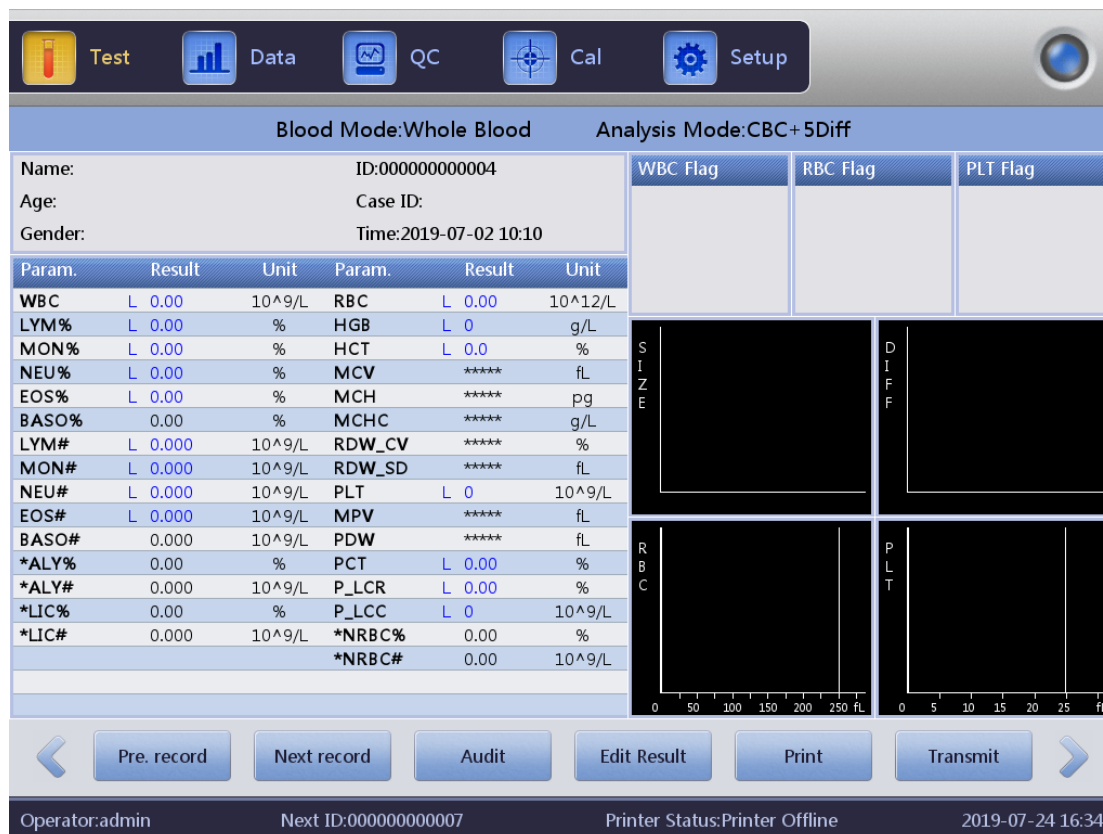 Test Data QC Cal Setup
Blood Mode:Whole Blood Analysis Mode:CBC+5Diff
Name: ID:000000000004
Age: Case ID:
Gender: Time:2019-07-02 10:10
WBC Flag RBC Flag PLT Flag
Param. Result Unit Param. Result Unit
WBC L 0.00 10^9/L RBC L 0.00 10^12/L
LYM% L 0.00 % HGB L 0 g/L
MON% L 0.00 % HCT L 0.0 %
NEU% L 0.00 % MCV ***** fL
EOS% L 0.00 % MCH ***** pg
BASO% 0.00 % MCHC ***** g/L
LYM# L 0.000 10^9/L RDW_CV ***** %
MON# L 0.000 10^9/L RDW_SD ***** fL
NEU# L 0.000 10^9/L PLT L 0 10^9/L
EOS# L 0.000 10^9/L MPV ***** fL
BASO# 0.000 10^9/L PDW ***** fL
*ALY% 0.00 % PCT L 0.00 %
*ALY# 0.000 10^9/L P_LCR L 0.00 %
*LIC% 0.00 % P_LCC L 0 10^9/L
*LIC# 0.000 10^9/L *NRBC% 0.00 %
*NRBC# 0.00 10^9/L
SIZE
DIFF
RBC
0 50 100 150 200 250 fL
PLT
0 5 10 15 20 25 fL
Pre. record Next record Audit Edit Result Print Transmit
Operator:admin Next ID:000000000007 Printer Status:Printer Offline 2019-07-24 16:34